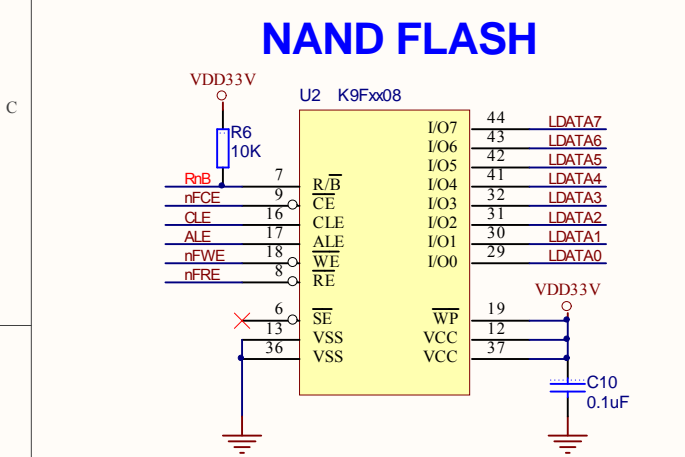 NAND FLASH
VDD33V
U2 K9Fxx08
C
R6
10K
RnB 7 R/B
nFCE 9 CE
CLE 16 CLE
ALE 17 ALE
nFWE 18 WE
nFRE 8 RE
6 SE
13 VSS
36 VSS
I/O7 44 LDATA7
I/O6 43 LDATA6
I/O5 42 LDATA5
I/O4 41 LDATA4
I/O3 32 LDATA3
I/O2 31 LDATA2
I/O1 30 LDATA1
I/O0 29 LDATA0
VDD33V
WP 19
VCC 12
VCC 37
C10
0.1uF